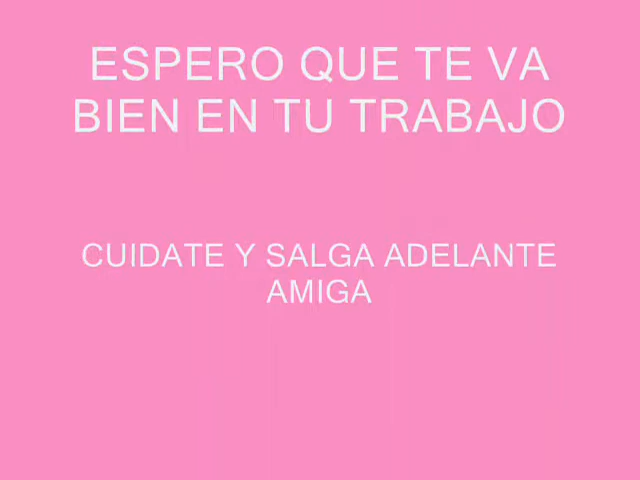 ESPERO QUE TE VA
BIEN EN TU TRABAJO
CUIDATE Y SALGA ADELANTE
AMIGA